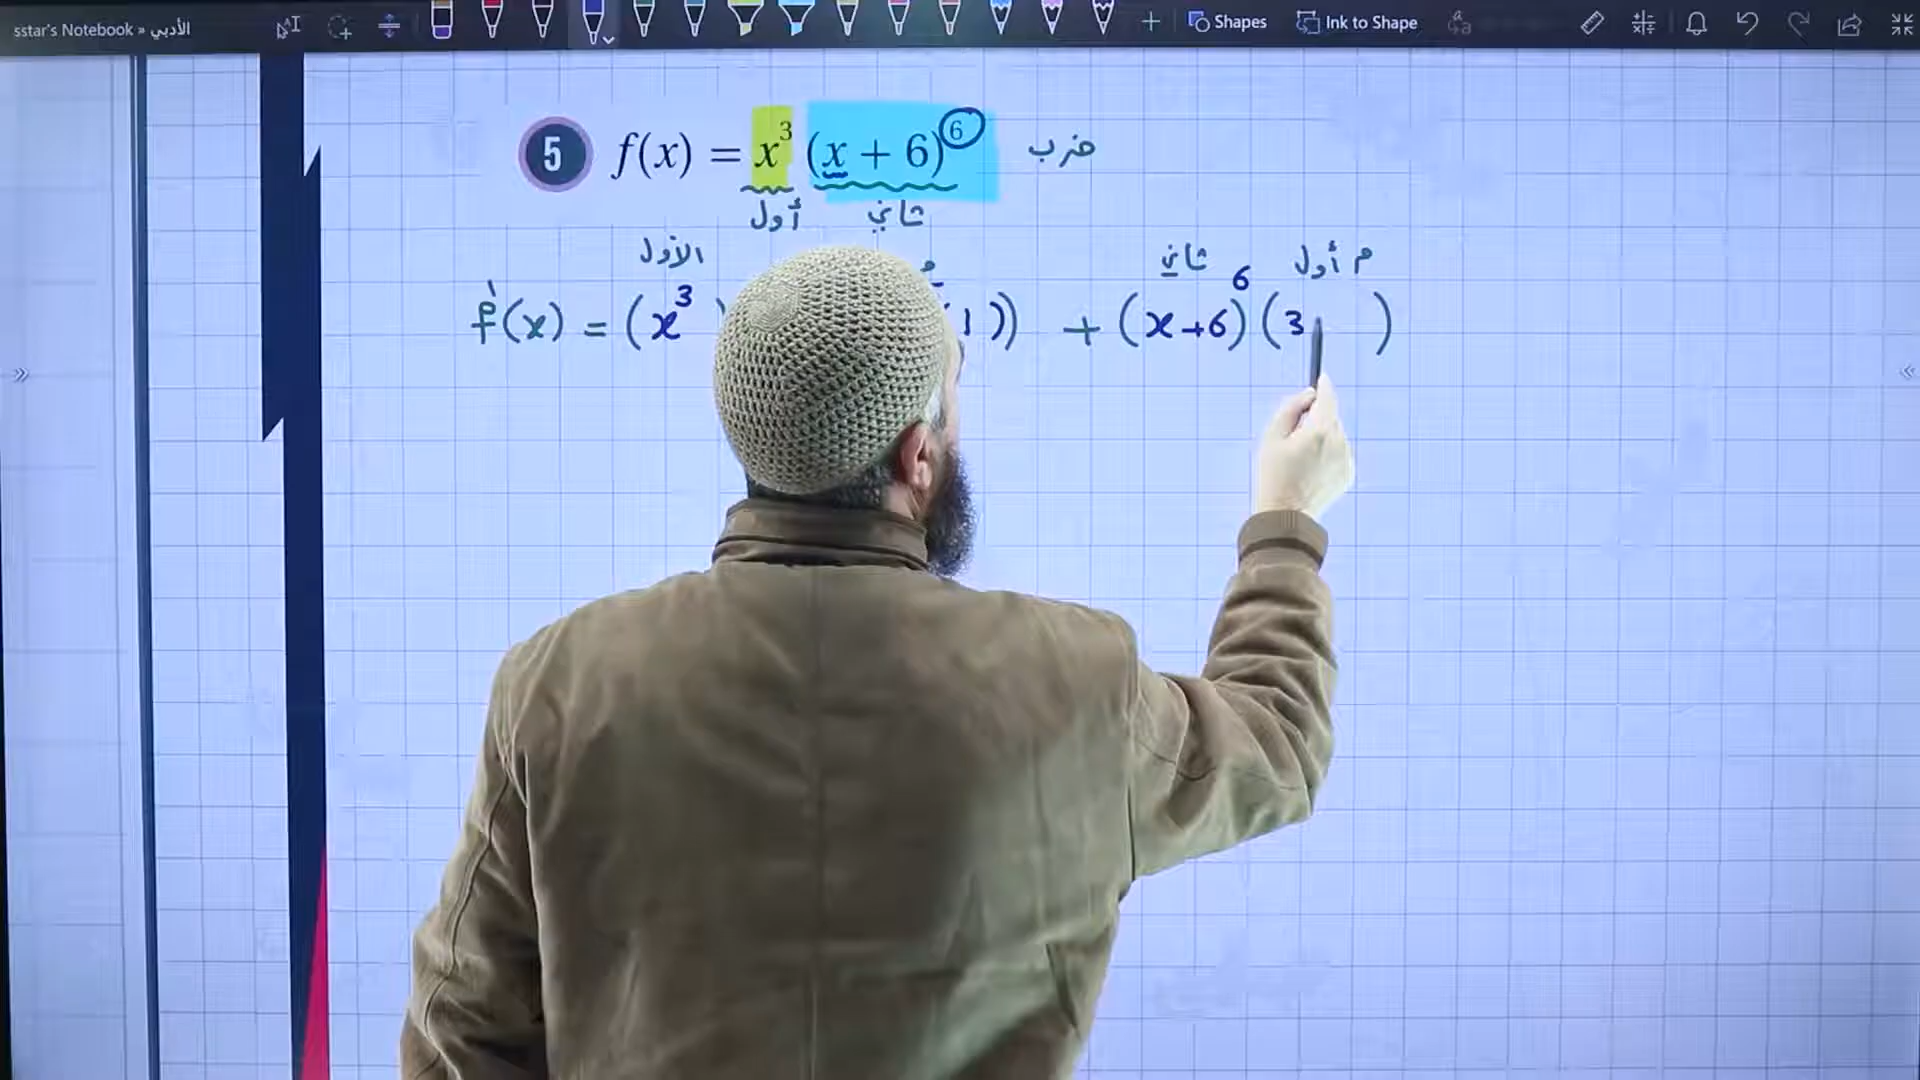 sstar's Notebook » الأدبي
Shapes
Ink to Shape
5 f(x) = x³ (x + 6)⁶ ضرب
أول ثاني
الأول ثاني م أول
f'(x) = (x³ 1)) + (x+6)⁶ (3 )